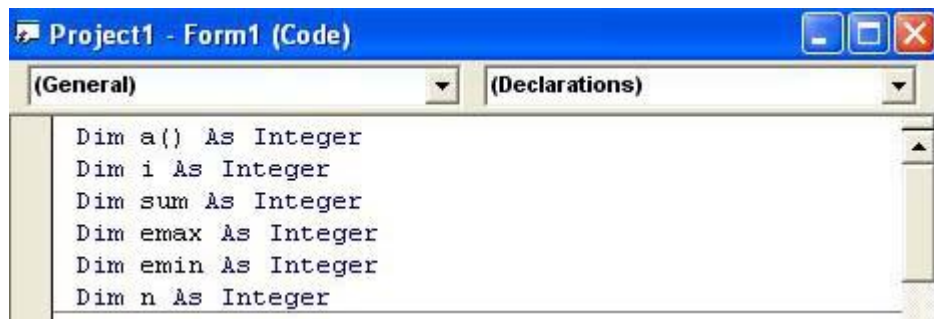 Project1 - Form1 (Code)
(General) (Declarations)
Dim a() As Integer
Dim i As Integer
Dim sum As Integer
Dim emax As Integer
Dim emin As Integer
Dim n As Integer